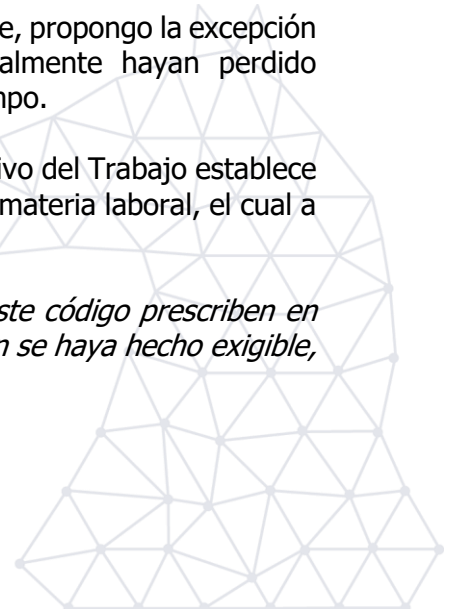 e, propongo la excepción
almente hayan perdido
mpo.
ivo del Trabajo establece
materia laboral, el cual a
ste código prescriben en
n se haya hecho exigible,